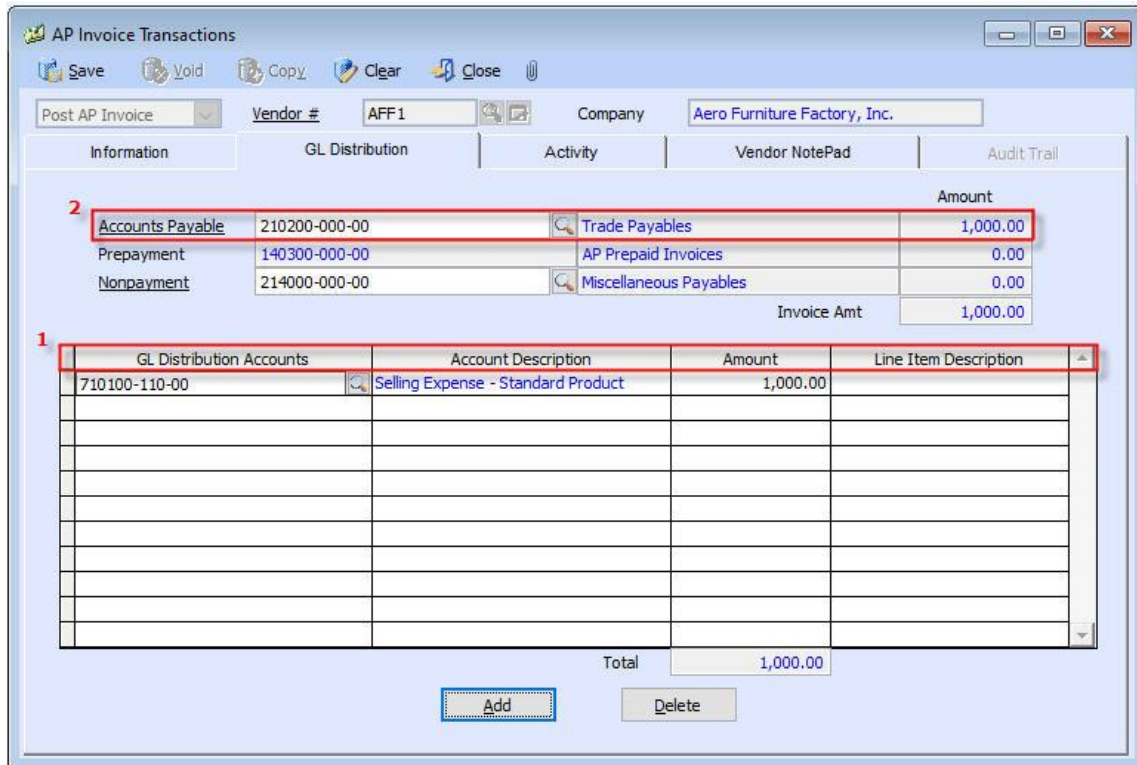 AP Invoice Transactions
Save Void Copy Clear Close
Post AP Invoice Vendor # AFF1 Company Aero Furniture Factory, Inc.
Information GL Distribution Activity Vendor NotePad Audit Trail
Amount
2
Accounts Payable 210200-000-00 Trade Payables 1,000.00
Prepayment 140300-000-00 AP Prepaid Invoices 0.00
Nonpayment 214000-000-00 Miscellaneous Payables 0.00
Invoice Amt 1,000.00
1
GL Distribution Accounts Account Description Amount Line Item Description
710100-110-00 Selling Expense - Standard Product 1,000.00
Total 1,000.00
Add Delete